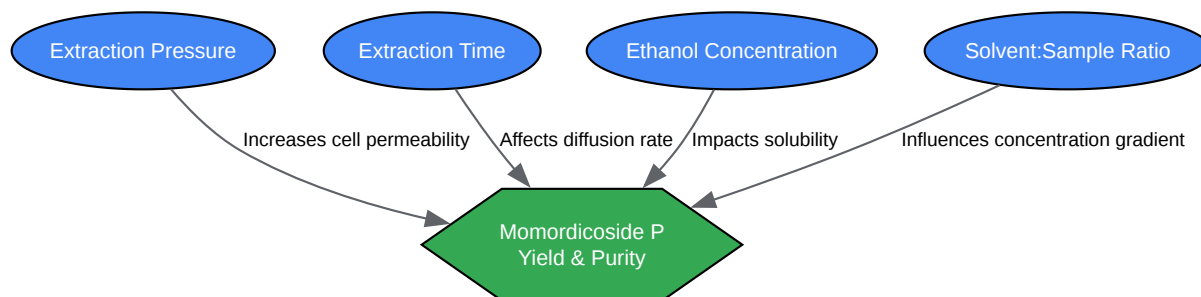 Extraction Pressure
Extraction Time
Ethanol Concentration
Solvent:Sample Ratio
Increases cell permeability
Affects diffusion rate
Impacts solubility
Influences concentration gradient
Momordicoside P
Yield & Purity